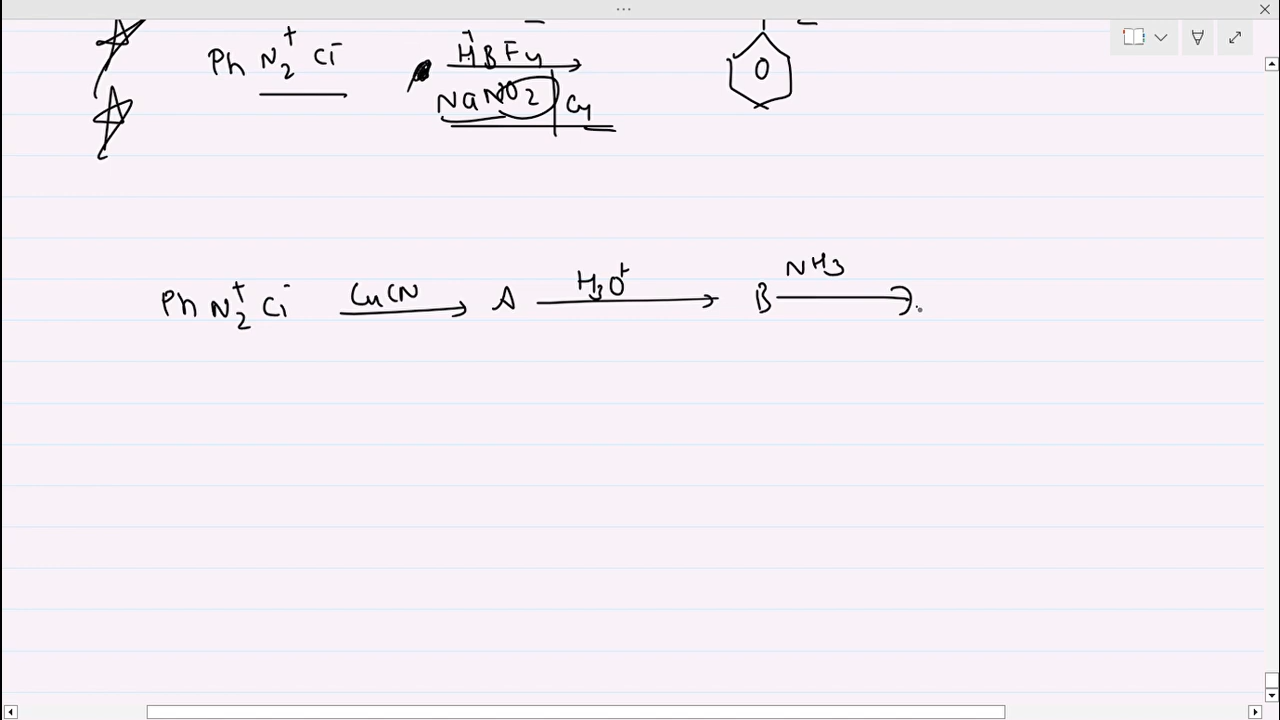 Ph N₂⁺ Cl⁻ HBF₄
NaNO₂ | Cu
Ph N₂⁺ Cl⁻ CuCN A H₃O⁺ B NH₃